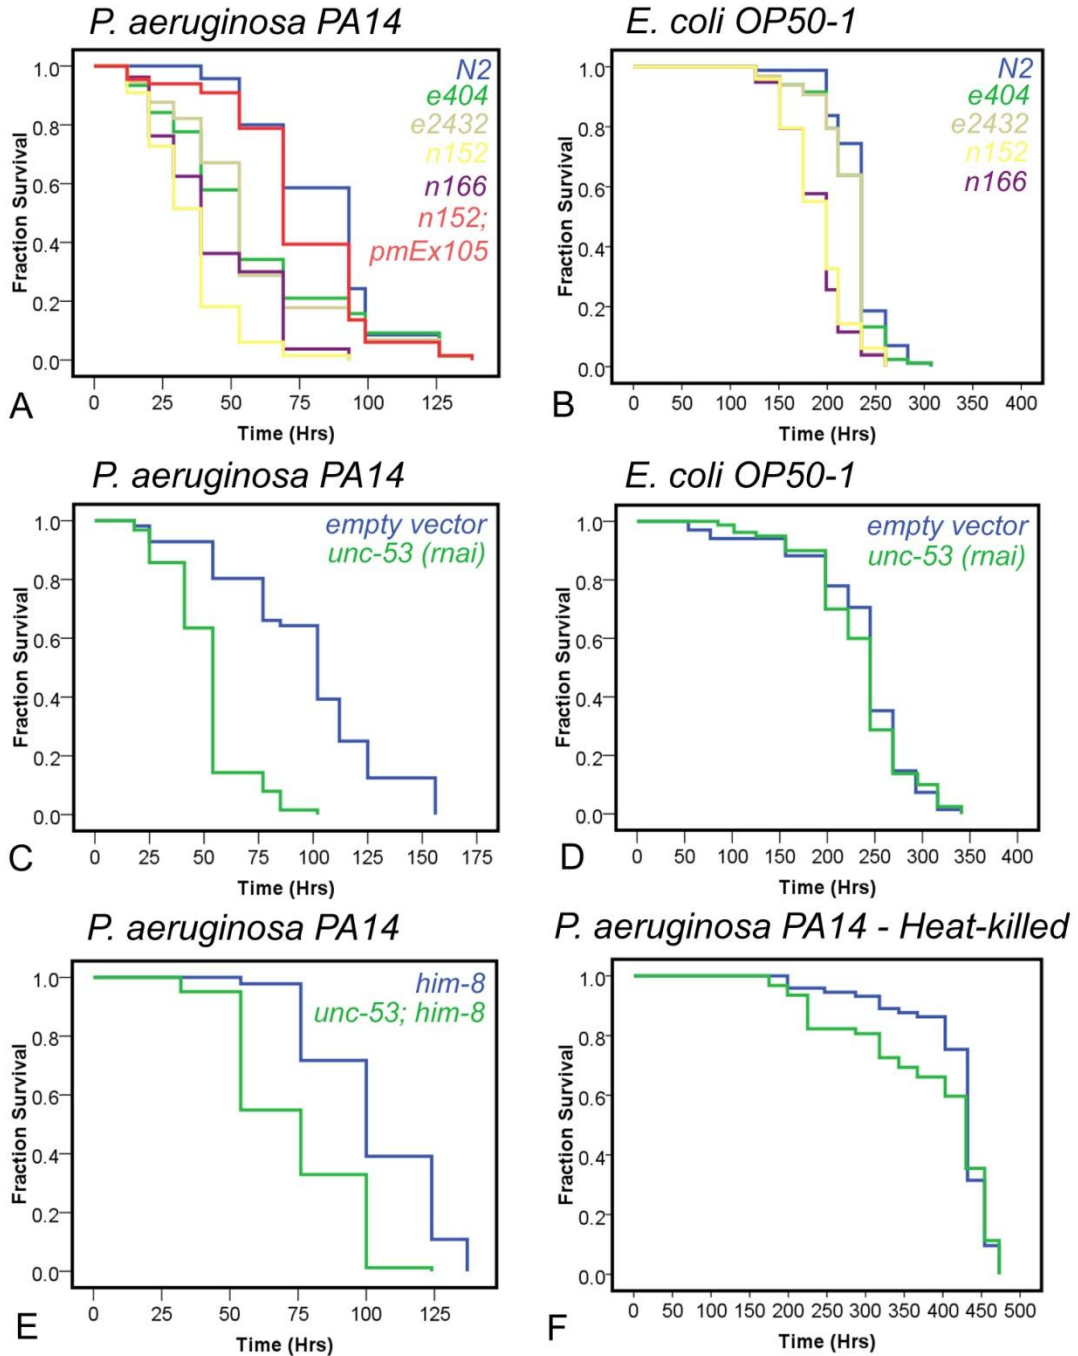 P. aeruginosa PA14
E. coli OP50-1
1.0
0.8
0.6
0.4
0.2
0.0
Fraction Survival
N2
e404
e2432
n152
n166
n152;
pmEx105
0 25 50 75 100 125
Time (Hrs)
A
1.0
0.8
0.6
0.4
0.2
0.0
Fraction Survival
N2
e404
e2432
n152
n166
0 50 100 150 200 250 300 350 400
Time (Hrs)
B
P. aeruginosa PA14
E. coli OP50-1
1.0
0.8
0.6
0.4
0.2
0.0
Fraction Survival
empty vector
unc-53 (rnai)
0 25 50 75 100 125 150 175
Time (Hrs)
C
1.0
0.8
0.6
0.4
0.2
0.0
Fraction Survival
empty vector
unc-53 (rnai)
0 50 100 150 200 250 300 350 400
Time (Hrs)
D
P. aeruginosa PA14
P. aeruginosa PA14 - Heat-killed
1.0
0.8
0.6
0.4
0.2
0.0
Fraction Survival
him-8
unc-53; him-8
0 25 50 75 100 125
Time (Hrs)
E
1.0
0.8
0.6
0.4
0.2
0.0
Fraction Survival
0 50 100 150 200 250 300 350 400 450 500
Time (Hrs)
F